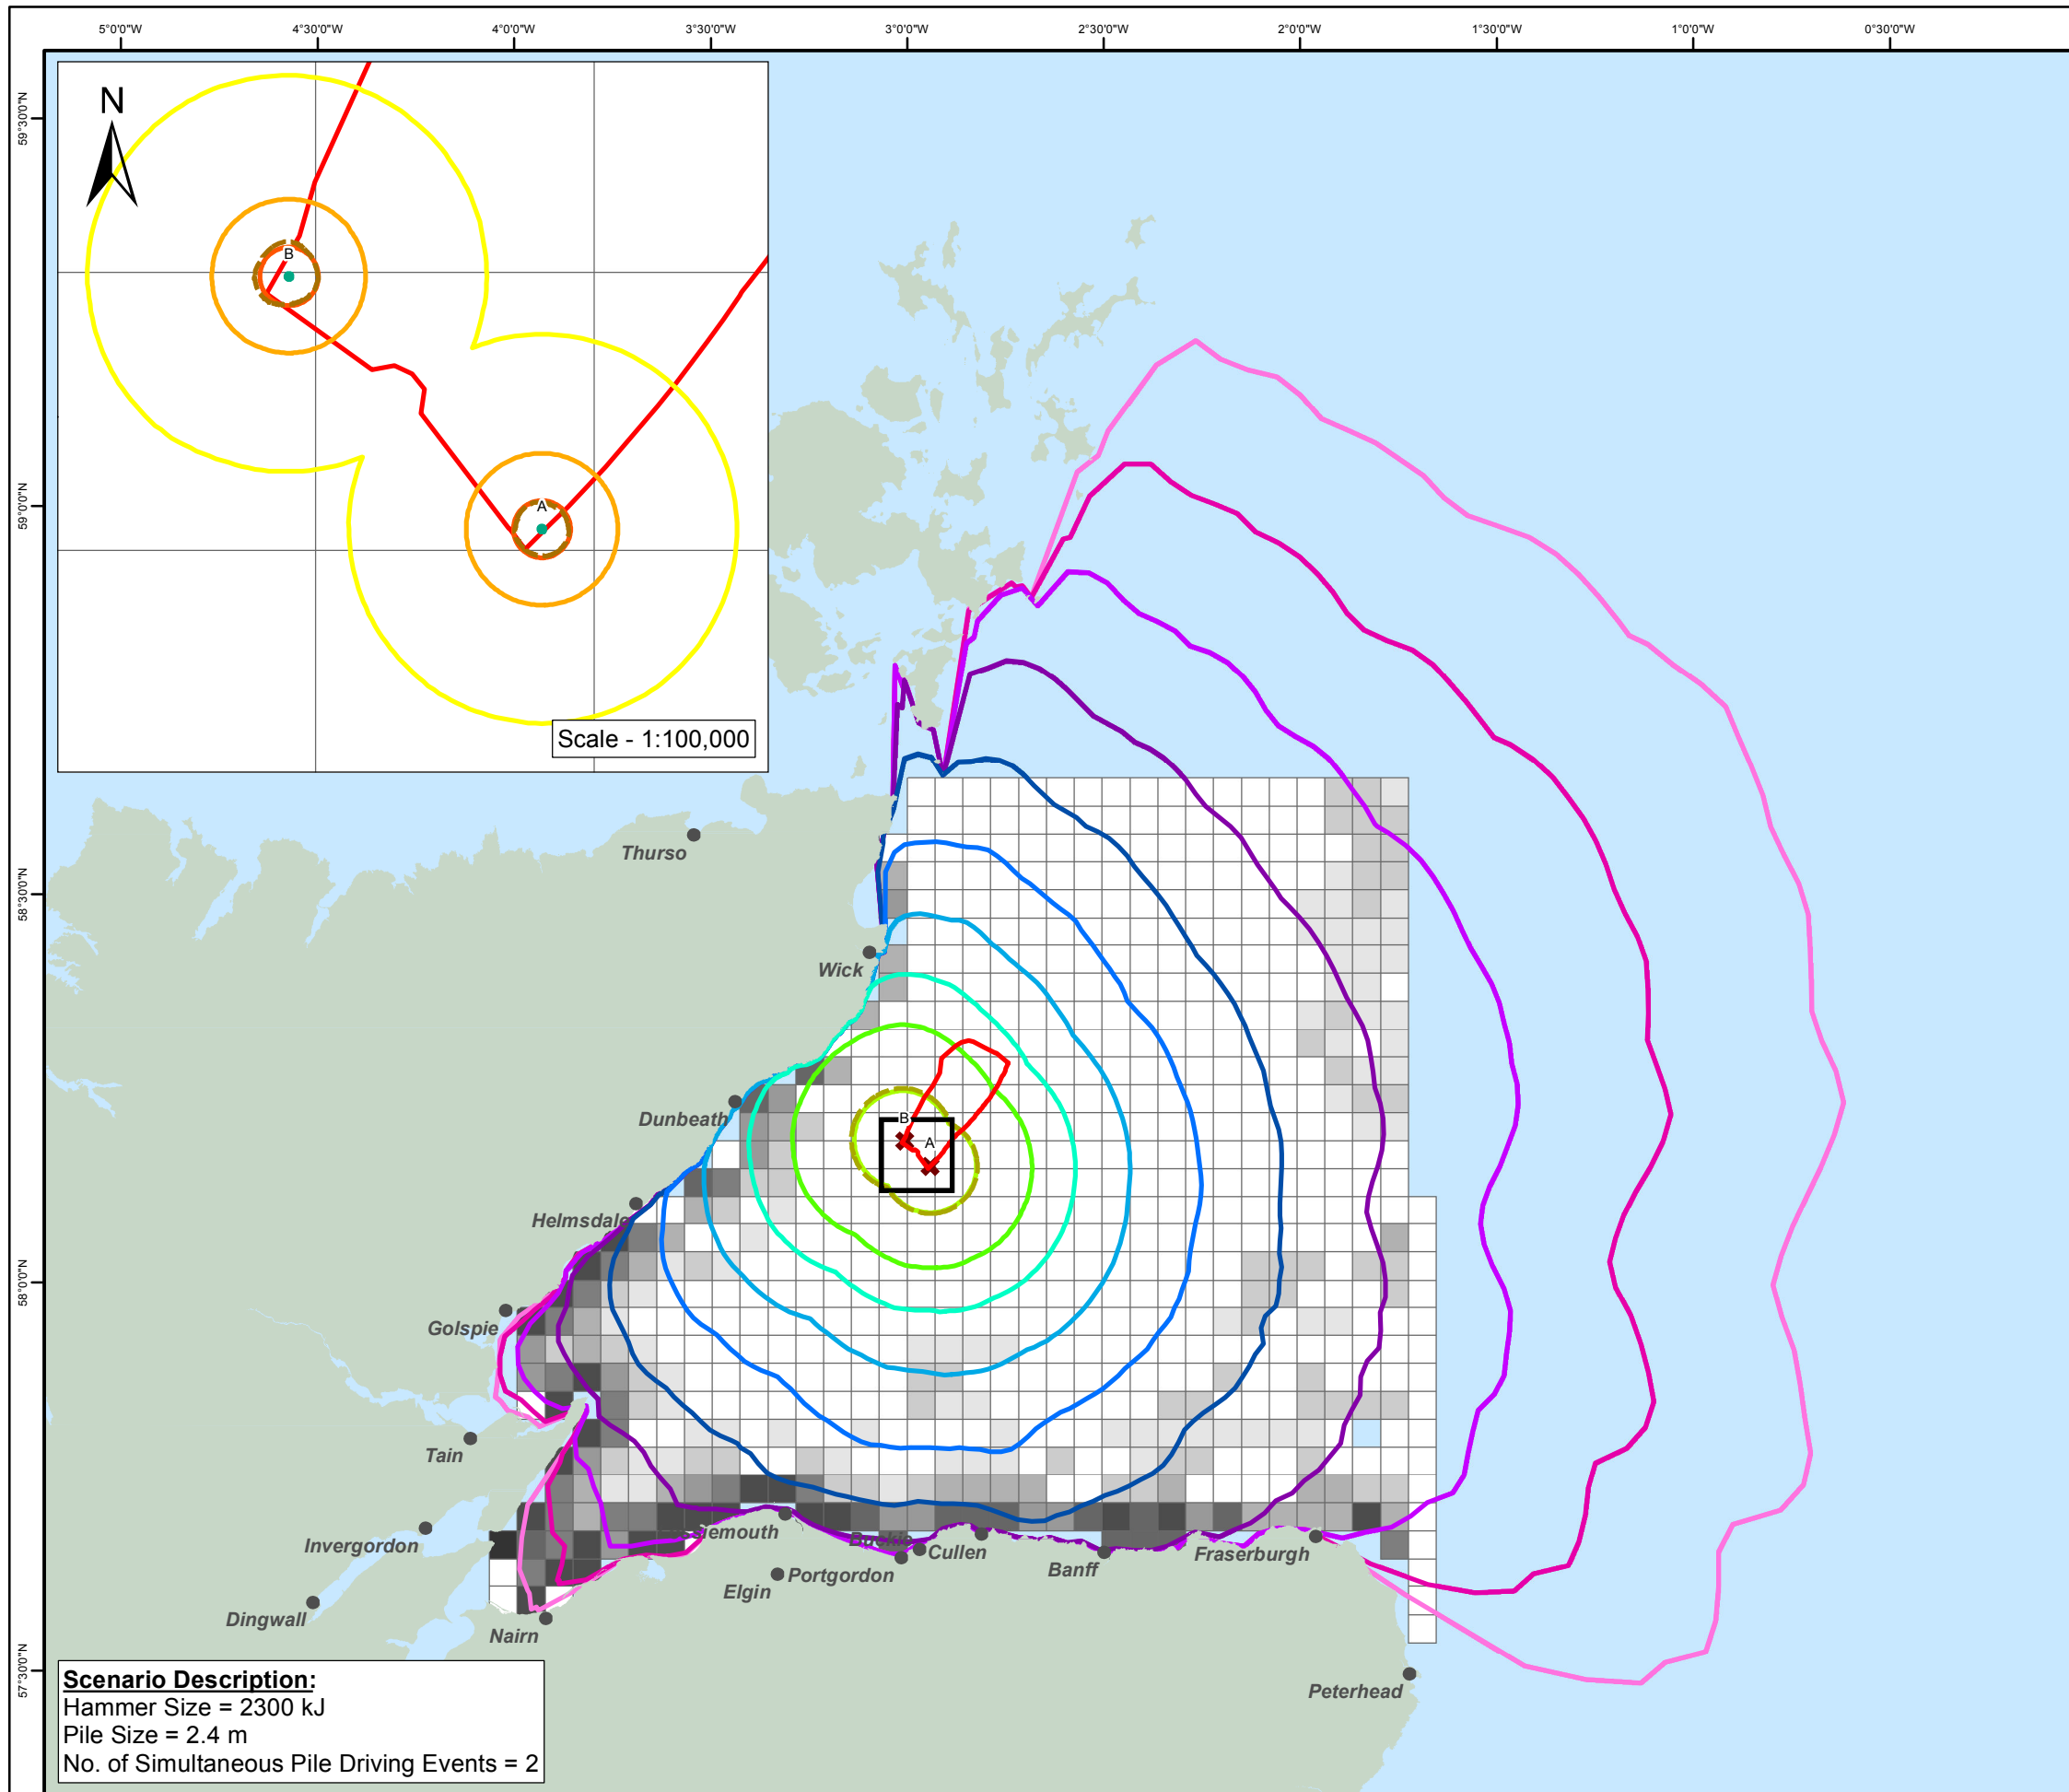 5°0'0"W
4°30'0"W
4°0'0"W
3°30'0"W
3°0'0"W
2°30'0"W
2°0'0"W
1°30'0"W
1°0'0"W
0°30'0"W
59°30'0"N
59°0'0"N
58°30'0"N
58°0'0"N
57°30'0"N
N
B
A
Scale - 1:100,000
Thurso
Wick
Dunbeath
B
A
Helmsdale
Golspie
Tain
Invergordon
Dingwall
Nairn
Elgin
Portgordon
Buckie
Cullen
Banff
Fraserburgh
Peterhead
Scenario Description:
Hammer Size = 2300 kJ
Pile Size = 2.4 m
No. of Simultaneous Pile Driving Events = 2